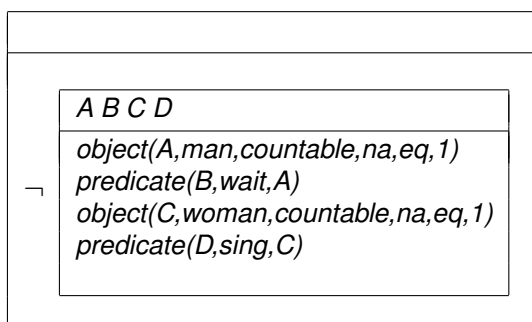 A B C D
object(A,man,countable,na,eq,1)
predicate(B,wait,A)
¬
object(C,woman,countable,na,eq,1)
predicate(D,sing,C)